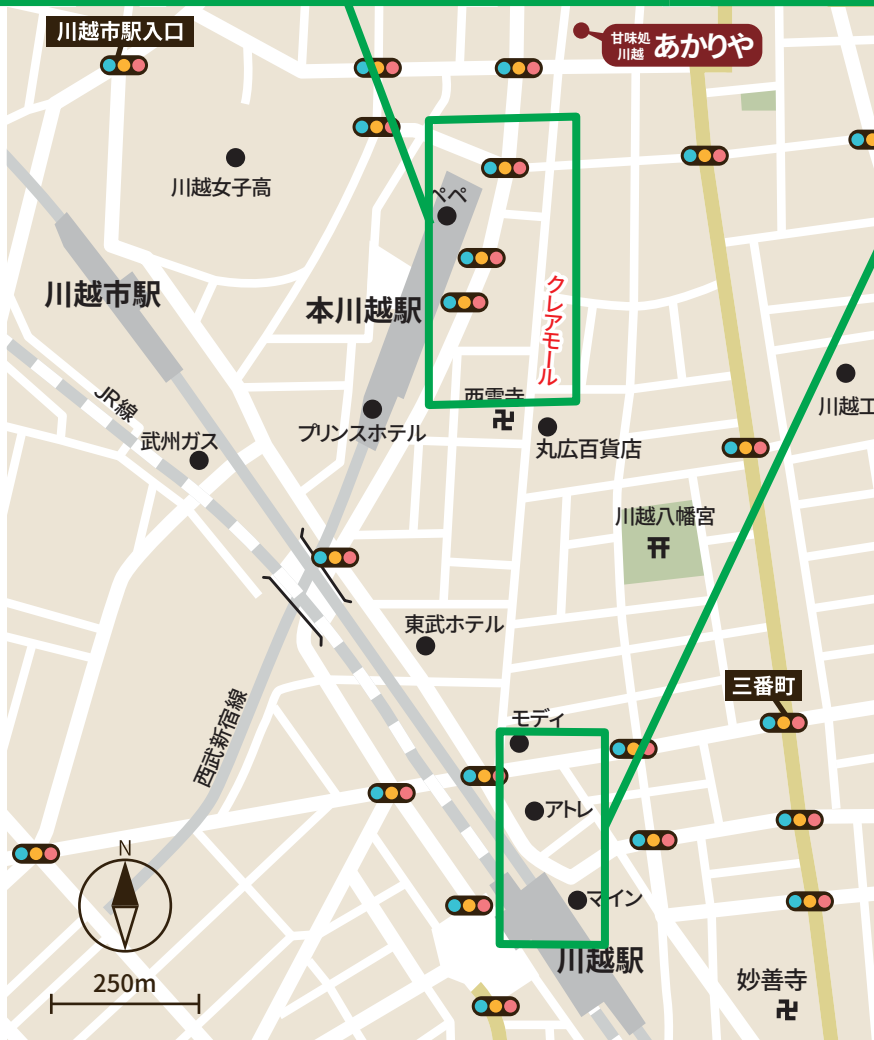 川越市駅入口
甘味処
川越
あかりや
川越女子高
ペペ
川越市駅
本川越駅
クレアモール
JR線
武州ガス
プリンスホテル
西雲寺
丸広百貨店
川越工
川越八幡宮
東武ホテル
三番町
西武新宿線
モディ
アトレ
N
マイン
250m
川越駅
妙善寺